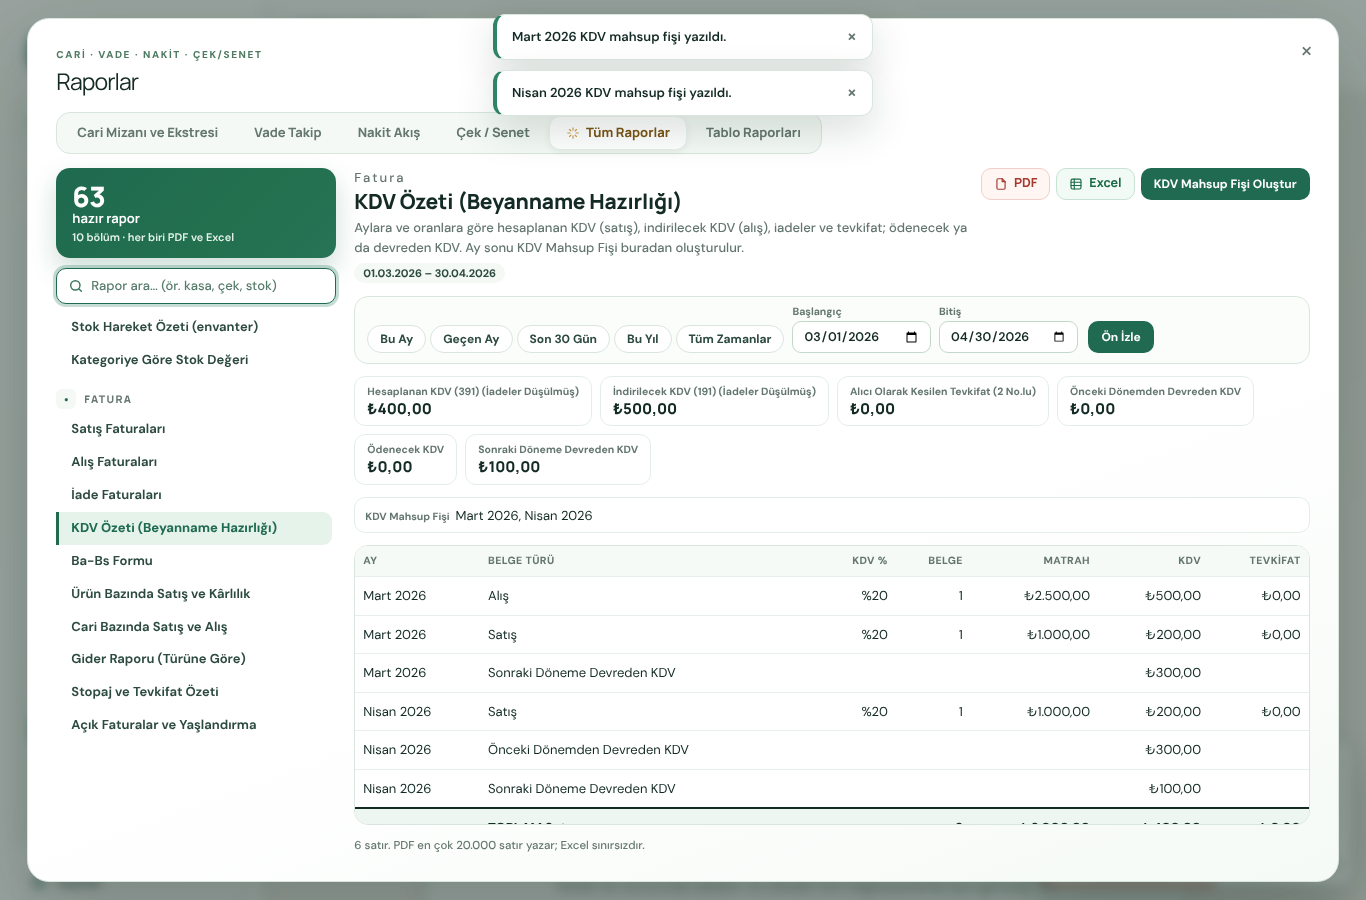 Mart 2026 KDV mahsup fişi yazıldı. ×
Nisan 2026 KDV mahsup fişi yazıldı. ×
CARİ · VADE · NAKİT · ÇEK/SENET
Raporlar
×
Cari Mizanı ve Ekstresi Vade Takip Nakit Akış Çek / Senet Tüm Raporlar Tablo Raporları
63
hazır rapor
10 bölüm · her biri PDF ve Excel
Rapor ara... (ör. kasa, çek, stok)
Stok Hareket Özeti (envanter)
Kategoriye Göre Stok Değeri
FATURA
Satış Faturaları
Alış Faturaları
İade Faturaları
KDV Özeti (Beyanname Hazırlığı)
Ba-Bs Formu
Ürün Bazında Satış ve Kârlılık
Cari Bazında Satış ve Alış
Gider Raporu (Türüne Göre)
Stopaj ve Tevkifat Özeti
Açık Faturalar ve Yaşlandırma
Fatura
KDV Özeti (Beyanname Hazırlığı)
Aylara ve oranlara göre hesaplanan KDV (satış), indirilecek KDV (alış), iadeler ve tevkifat; ödenecek ya
da devreden KDV. Ay sonu KDV Mahsup Fişi buradan oluşturulur.
01.03.2026 – 30.04.2026
PDF Excel KDV Mahsup Fişi Oluştur
Başlangıç Bitiş
Bu Ay Geçen Ay Son 30 Gün Bu Yıl Tüm Zamanlar 03/01/2026 04/30/2026 Ön İzle
Hesaplanan KDV (391) (İadeler Düşülmüş) İndirilecek KDV (191) (İadeler Düşülmüş) Alıcı Olarak Kesilen Tevkifat (2 No.lu) Önceki Dönemden Devreden KDV
₺400,00 ₺500,00 ₺0,00 ₺0,00
Ödenecek KDV Sonraki Döneme Devreden KDV
₺0,00 ₺100,00
KDV Mahsup Fişi Mart 2026, Nisan 2026
AY BELGE TÜRÜ KDV % BELGE MATRAH KDV TEVKİFAT
Mart 2026 Alış %20 1 ₺2.500,00 ₺500,00 ₺0,00
Mart 2026 Satış %20 1 ₺1.000,00 ₺200,00 ₺0,00
Mart 2026 Sonraki Döneme Devreden KDV ₺300,00
Nisan 2026 Satış %20 1 ₺1.000,00 ₺200,00 ₺0,00
Nisan 2026 Önceki Dönemden Devreden KDV ₺300,00
Nisan 2026 Sonraki Döneme Devreden KDV ₺100,00
6 satır. PDF en çok 20.000 satır yazar; Excel sınırsızdır.